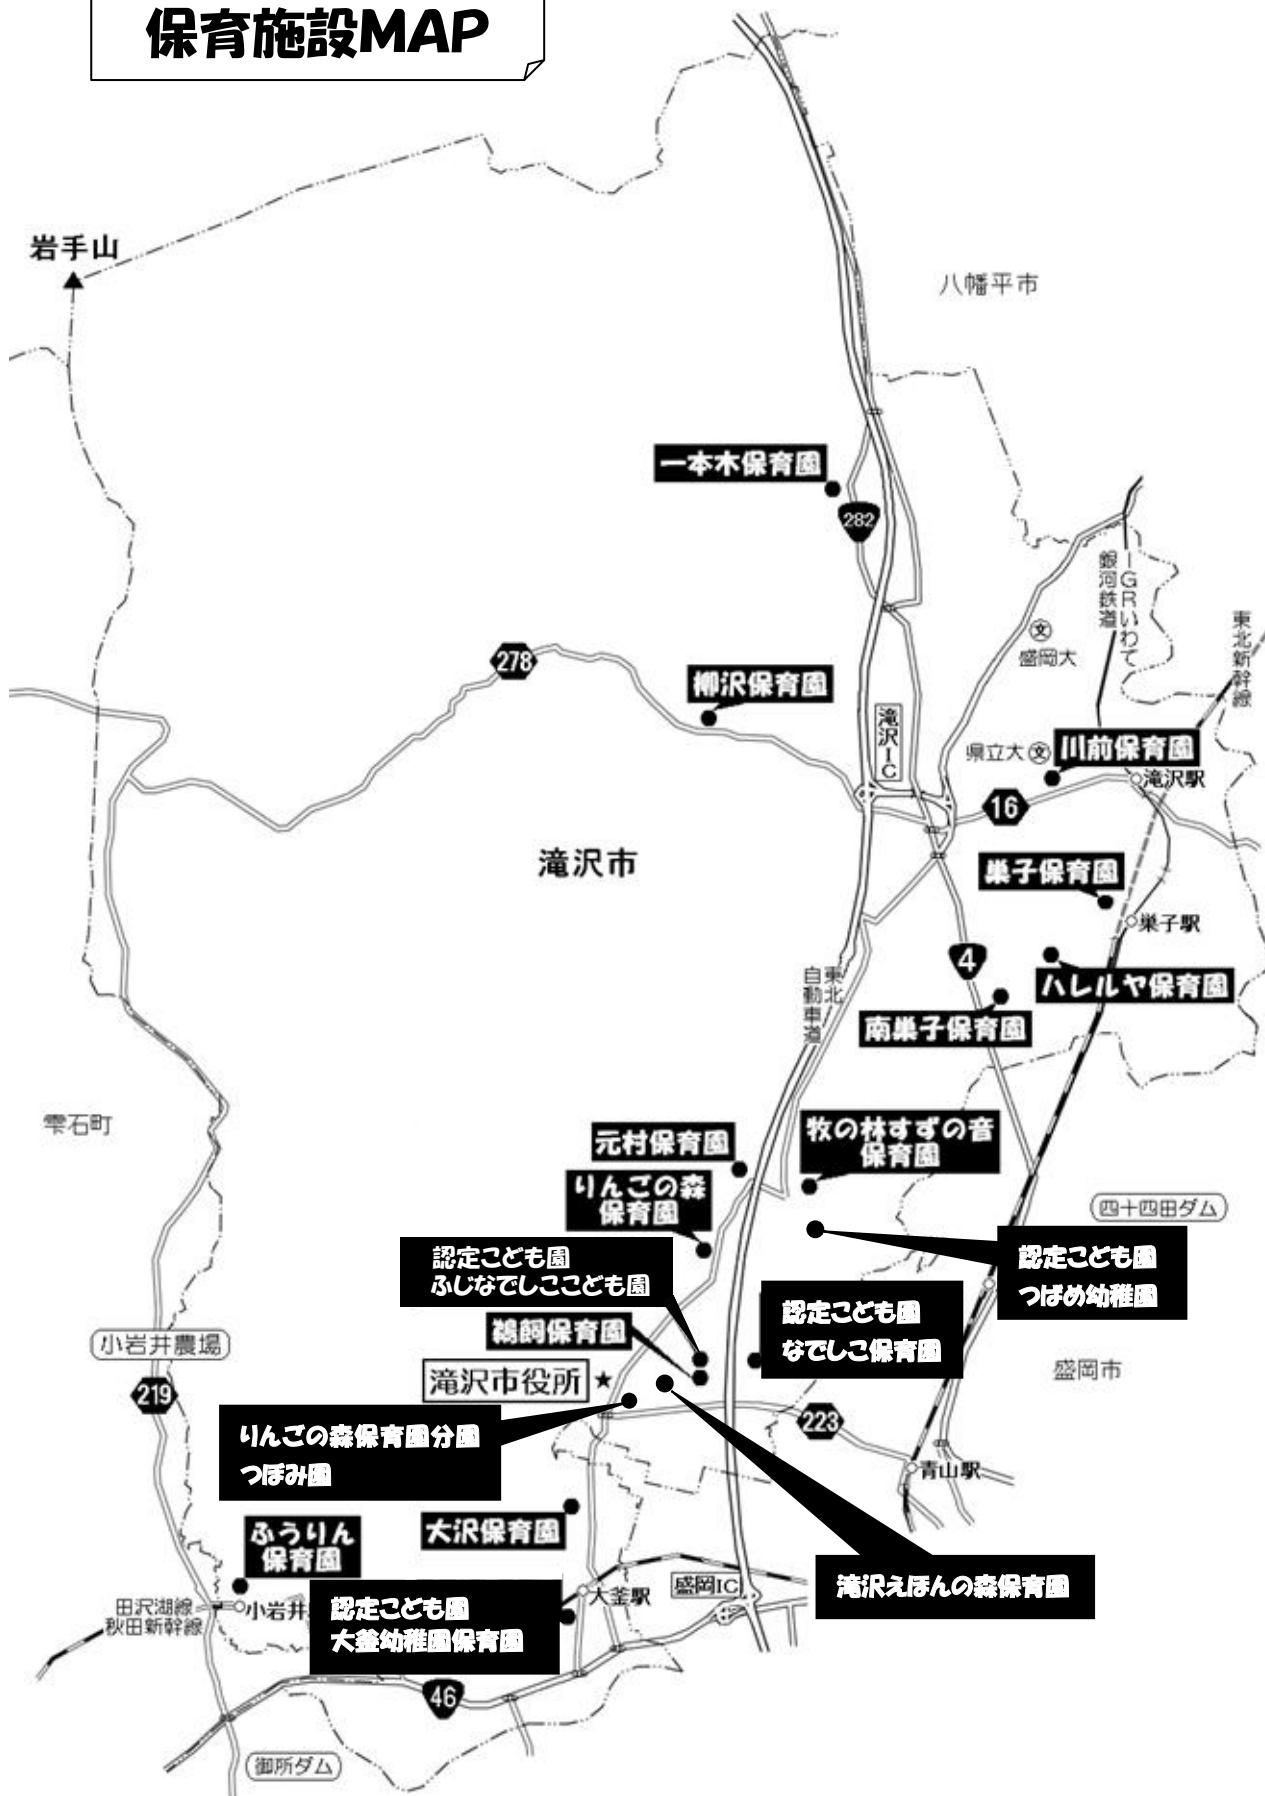 保育施設MAP
岩手山
八幡平市
一本木保育園
282
IGRいわて
銀河鉄道
東北新幹線
文
盛岡大
278
柳沢保育園
滝沢IC
県立大
文
川前保育園
滝沢駅
16
滝沢市
巣子保育園
巣子駅
4
ハレルヤ保育園
東北
自動車道
南巣子保育園
雫石町
元村保育園
牧の林すずの音
保育園
りんごの森
保育園
四十四田ダム
認定こども園
ふじなでしここども園
認定こども園
つばめ幼稚園
認定こども園
なでしこ保育園
鵜飼保育園
小岩井農場
滝沢市役所
盛岡市
219
223
りんごの森保育園分園
つぼみ園
青山駅
大沢保育園
ふうりん
保育園
滝沢えほんの森保育園
盛岡IC
大釜駅
田沢湖線
秋田新幹線
小岩井
認定こども園
大釜幼稚園保育園
46
御所ダム